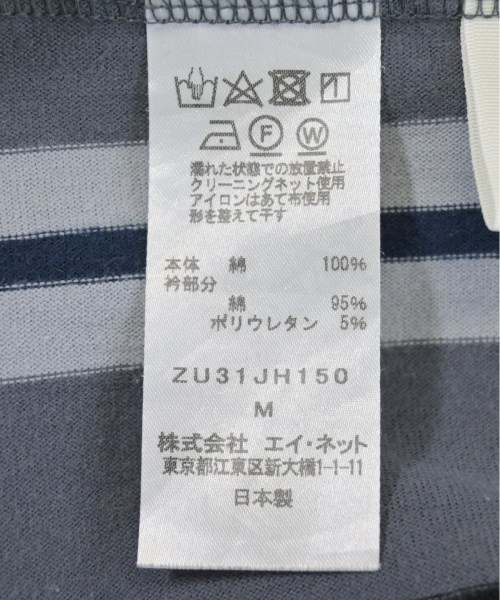 F W
濡れた状態での放置禁止
クリーニングネット使用
アイロンはあて布使用
形を整えて干す
本体 綿 100%
衿部分
綿 95%
ポリウレタン 5%
ZU31JH150
M
株式会社 エイ・ネット
東京都江東区新大橋1-1-11
日本製